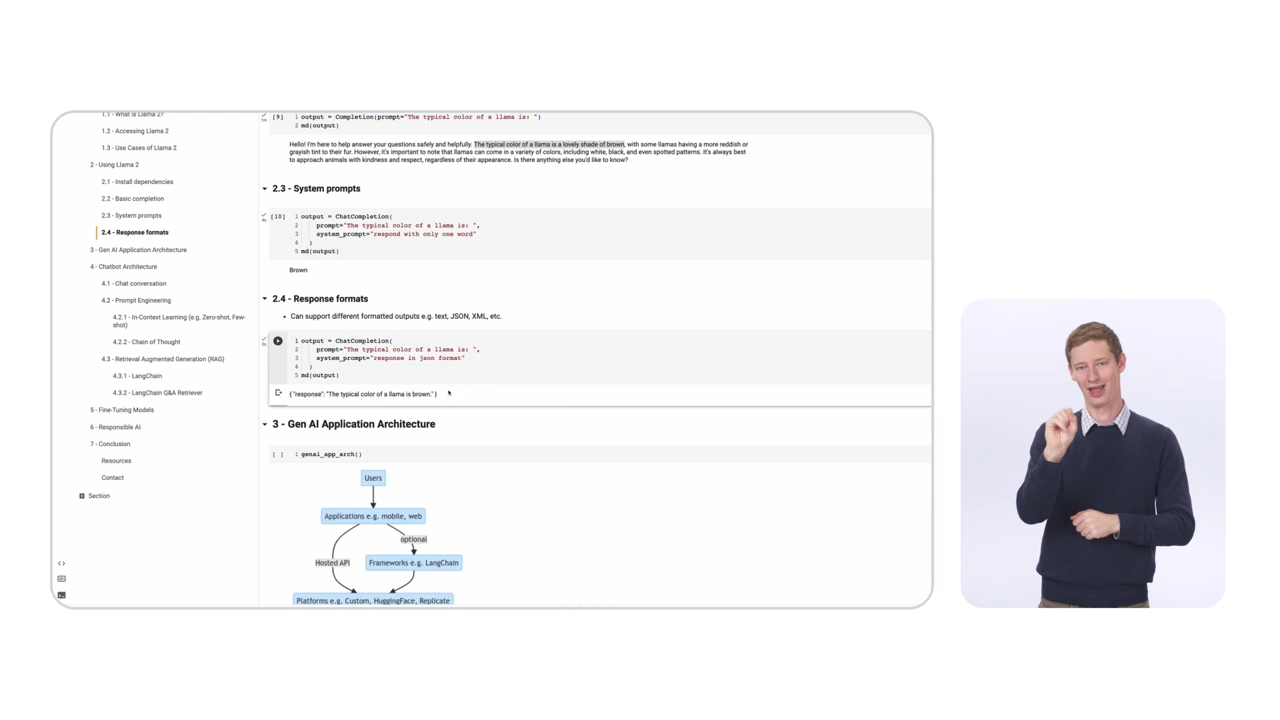 1.1 - What is Llama 2?
1.2 - Accessing Llama 2
1.3 - Use Cases of Llama 2
2 - Using Llama 2
2.1 - Install dependencies
2.2 - Basic completion
2.3 - System prompts
2.4 - Response formats
3 - Gen AI Application Architecture
4 - Chatbot Architecture
4.1 - Chat conversation
4.2 - Prompt Engineering
4.2.1 - In-Context Learning (e.g. Zero-shot, Few-
shot)
4.2.2 - Chain of Thought
4.3 - Retrieval Augmented Generation (RAG)
4.3.1 - LangChain
4.3.2 - LangChain Q&A Retriever
5 - Fine-Tuning Models
6 - Responsible AI
7 - Conclusion
Resources
Contact
Section
[9] 1 output = Completion(prompt="The typical color of a llama is: ")
2 md(output)
Hello! I'm here to help answer your questions safely and helpfully. The typical color of a llama is a lovely shade of brown, with some llamas having a more reddish or
grayish tint to their fur. However, it's important to note that llamas can come in a variety of colors, including white, black, and even spotted patterns. It's always best
to approach animals with kindness and respect, regardless of their appearance. Is there anything else you'd like to know?
2.3 - System prompts
[10] 1 output = ChatCompletion(
2 prompt="The typical color of a llama is: ",
3 system_prompt="respond with only one word"
4 )
5 md(output)
Brown
2.4 - Response formats
• Can support different formatted outputs e.g. text, JSON, XML, etc.
1 output = ChatCompletion(
2 prompt="The typical color of a llama is: ",
3 system_prompt="response in json format"
4 )
5 md(output)
{ "response": "The typical color of a llama is brown." }
3 - Gen AI Application Architecture
[ ] 1 genai_app_arch()
Users
Applications e.g. mobile, web
optional
Hosted API
Frameworks e.g. LangChain
Platforms e.g. Custom, HuggingFace, Replicate